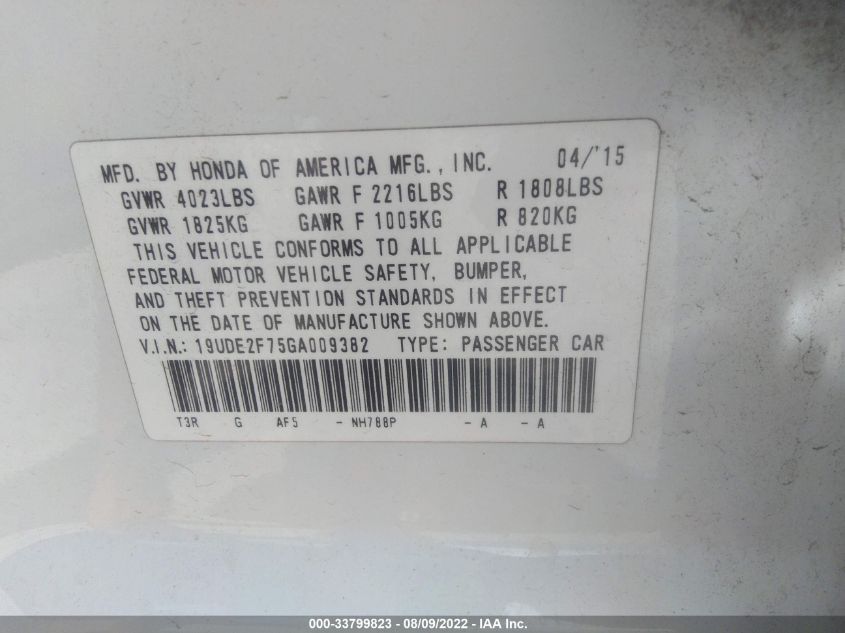 MFD. BY HONDA OF AMERICA MFG., INC. 04/'15
GVWR 4023LBS GAWR F 2216LBS R 1808LBS
GVWR 1825KG GAWR F 1005KG R 820KG
THIS VEHICLE CONFORMS TO ALL APPLICABLE
FEDERAL MOTOR VEHICLE SAFETY, BUMPER,
AND THEFT PREVENTION STANDARDS IN EFFECT
ON THE DATE OF MANUFACTURE SHOWN ABOVE.
V.I.N.: 19UDE2F75GA009382 TYPE: PASSENGER CAR
T3R G AF5 - NH788P - A - A
000-33799823 - 08/09/2022 - IAA Inc.